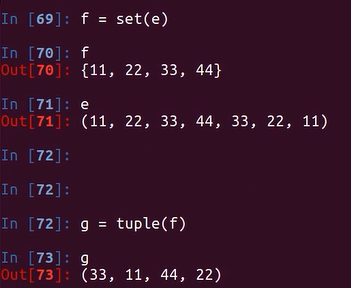 In [69]: f = set(e)
In [70]: f
Out[70]: {11, 22, 33, 44}
In [71]: e
Out[71]: (11, 22, 33, 44, 33, 22, 11)
In [72]:
In [72]:
In [72]: g = tuple(f)
In [73]: g
Out[73]: (33, 11, 44, 22)